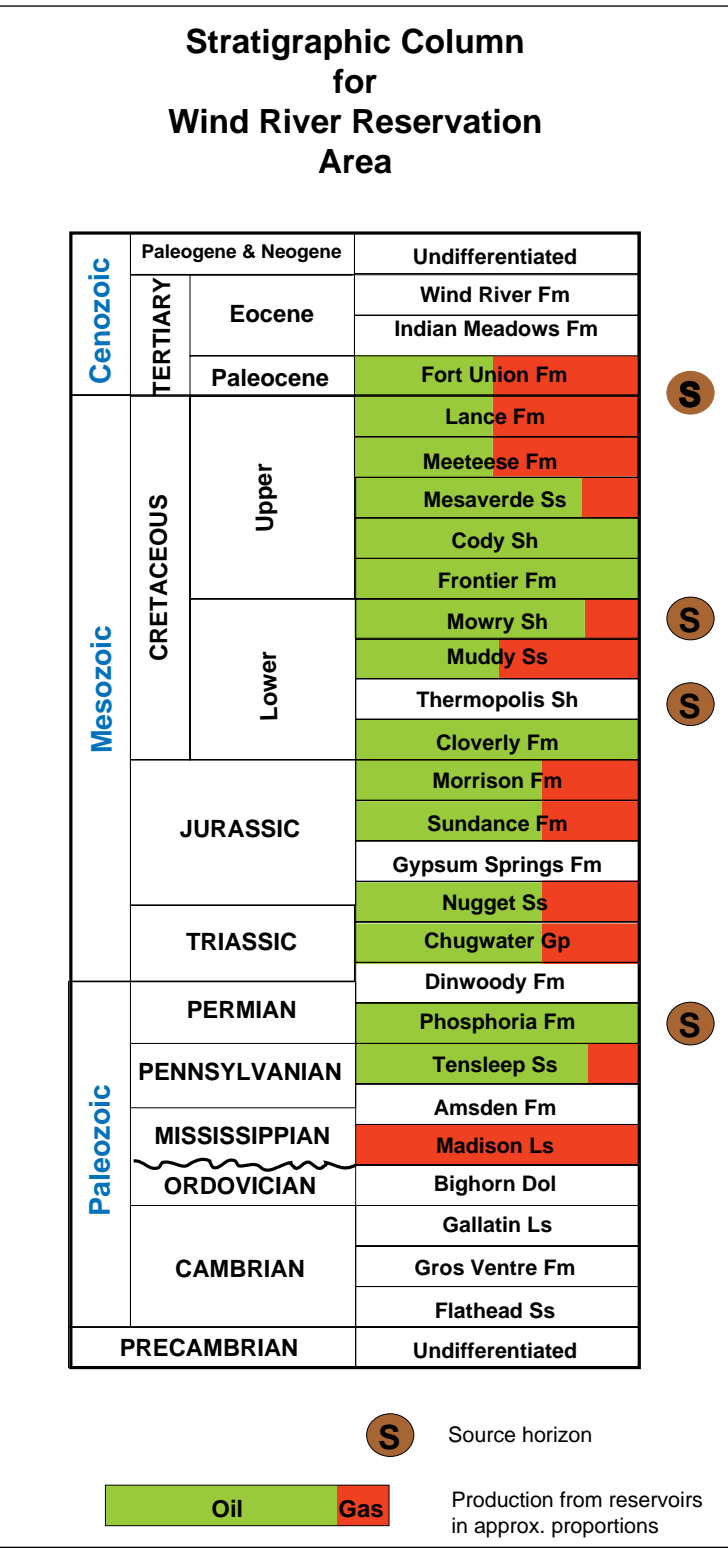 Stratigraphic Column
for
Wind River Reservation
Area
Cenozoic
Paleogene & Neogene
Undifferentiated
TERTIARY
Eocene
Wind River Fm
Indian Meadows Fm
Paleocene
Fort Union Fm
S
Mesozoic
CRETACEOUS
Upper
Lance Fm
Meeteese Fm
Mesaverde Ss
Cody Sh
Frontier Fm
Lower
Mowry Sh
S
Muddy Ss
Thermopolis Sh
S
Cloverly Fm
JURASSIC
Morrison Fm
Sundance Fm
Gypsum Springs Fm
Nugget Ss
TRIASSIC
Chugwater Gp
Dinwoody Fm
Paleozoic
PERMIAN
Phosphoria Fm
S
PENNSYLVANIAN
Tensleep Ss
Amsden Fm
MISSISSIPPIAN
Madison Ls
ORDOVICIAN
Bighorn Dol
CAMBRIAN
Gallatin Ls
Gros Ventre Fm
Flathead Ss
PRECAMBRIAN
Undifferentiated
S
Source horizon
Oil
Gas
Production from reservoirs
in approx. proportions